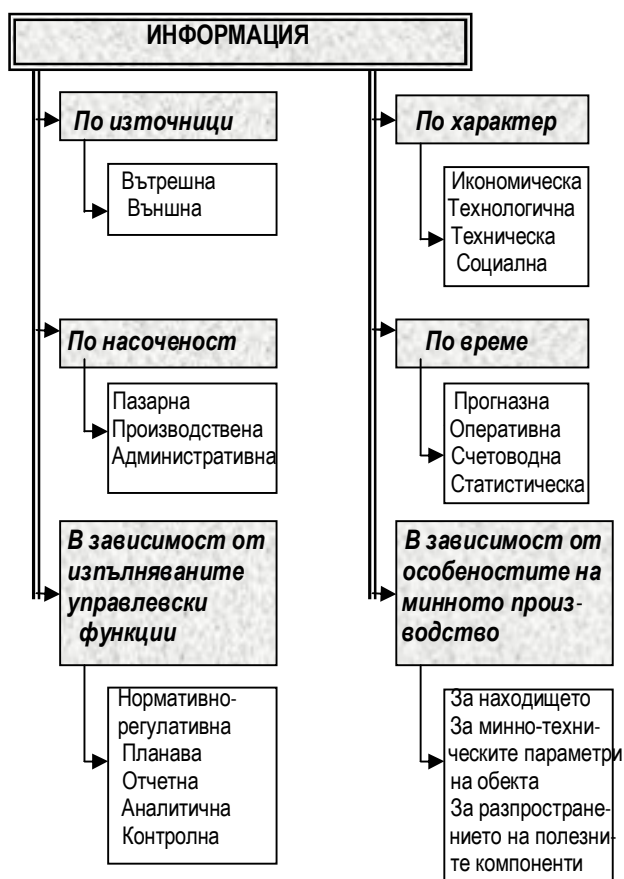 ИНФОРМАЦИЯ
По източници
Вътрешна
Външна
По характер
Икономическа
Технологична
Техническа
Социална
По насоченост
Пазарна
Производствена
Административна
По време
Прогназна
Оперативна
Счетоводна
Статистическа
В зависимост от
изпълняваните
управлевски
функции
Нормативно-
регулативна
Планава
Отчетна
Аналитична
Контролна
В зависимост от
особеностите на
минното произ-
водство
За находището
За минно-техни-
ческите параметри
на обекта
За разпростране-
нието на полезни-
те компоненти